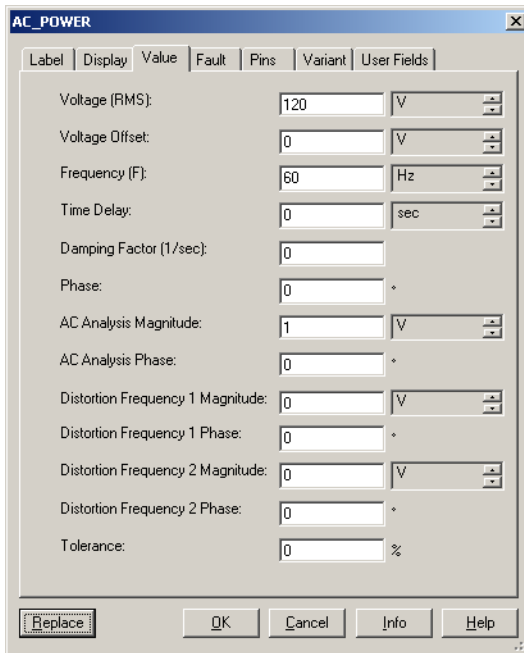 AC_POWER
Label Display Value Fault Pins Variant User Fields
Voltage (RMS): 120 V
Voltage Offset: 0 V
Frequency (F): 60 Hz
Time Delay: 0 sec
Damping Factor (1/sec): 0
Phase: 0 °
AC Analysis Magnitude: 1 V
AC Analysis Phase: 0 °
Distortion Frequency 1 Magnitude: 0 V
Distortion Frequency 1 Phase: 0 °
Distortion Frequency 2 Magnitude: 0 V
Distortion Frequency 2 Phase: 0 °
Tolerance: 0 %
Replace OK Cancel Info Help